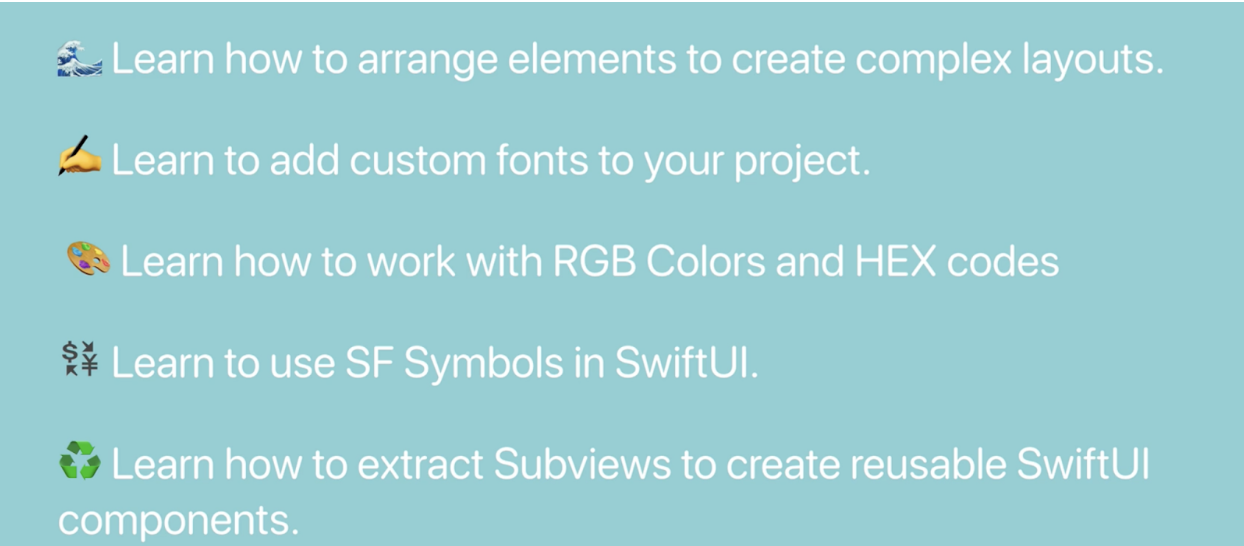 🌊 Learn how to arrange elements to create complex layouts.
✍️ Learn to add custom fonts to your project.
🎨 Learn how to work with RGB Colors and HEX codes
💱 Learn to use SF Symbols in SwiftUI.
♻️ Learn how to extract Subviews to create reusable SwiftUI
components.